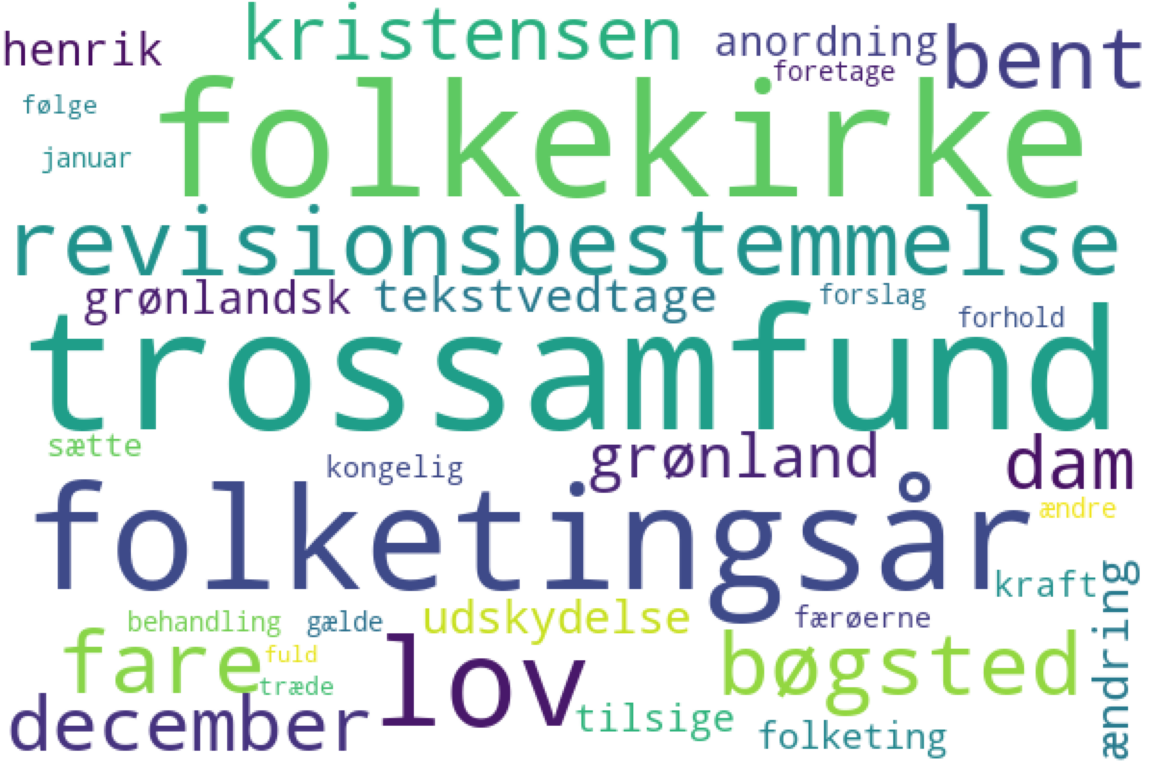 henrik kristensen anordning bent
foretage
følge folkekirke
januar
revisionsbestemmelse
grønlandsk tekstvedtage forslag forhold
trossamfund
sætte kongelig grønland dam
folketingsår ændre
kraft
behandling gælde udskydelse færøerne ændring
fare fuld lov bøgsted
træde
december tilsige folketing